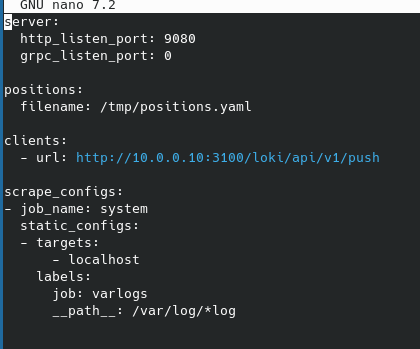 GNU nano 7.2
server:
  http_listen_port: 9080
  grpc_listen_port: 0

positions:
  filename: /tmp/positions.yaml

clients:
  - url: http://10.0.0.10:3100/loki/api/v1/push

scrape_configs:
- job_name: system
  static_configs:
  - targets:
      - localhost
    labels:
      job: varlogs
      __path__: /var/log/*log